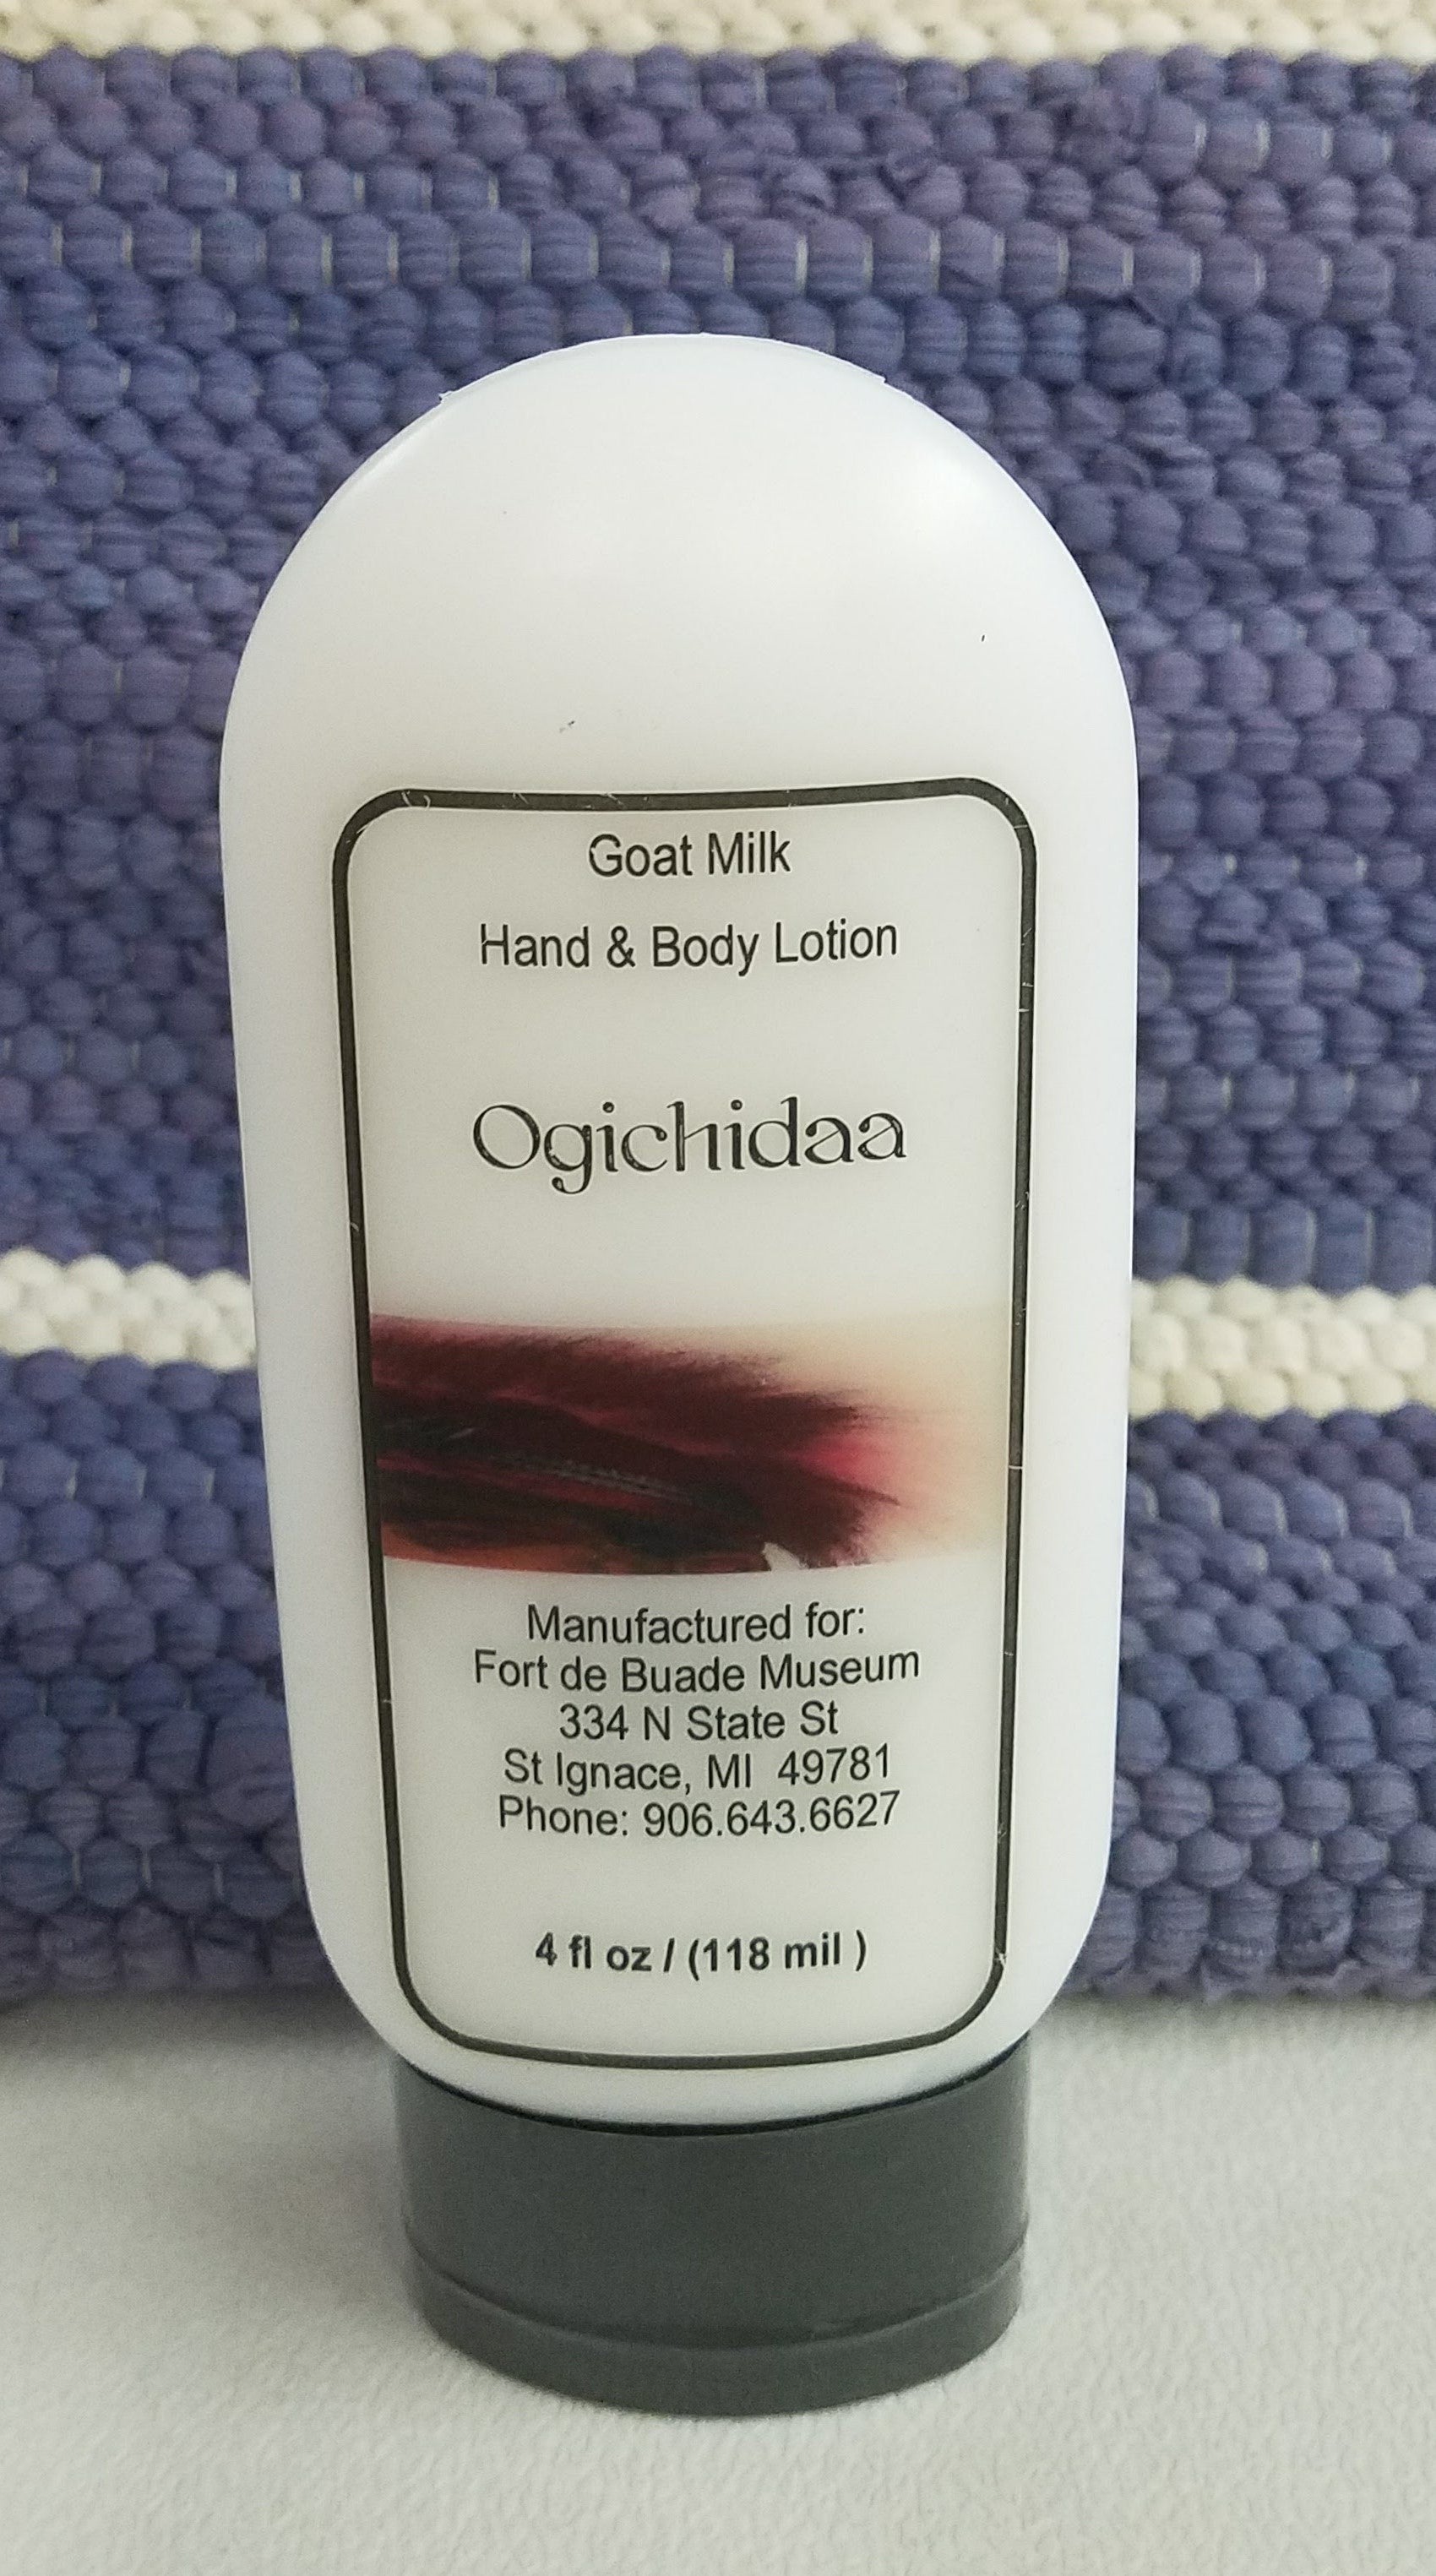 Goat Milk
Hand & Body Lotion
Ogichidaa
Manufactured for:
Fort de Buade Museum
334 N State St
St Ignace, MI  49781
Phone: 906.643.6627
4 fl oz / (118 mil )